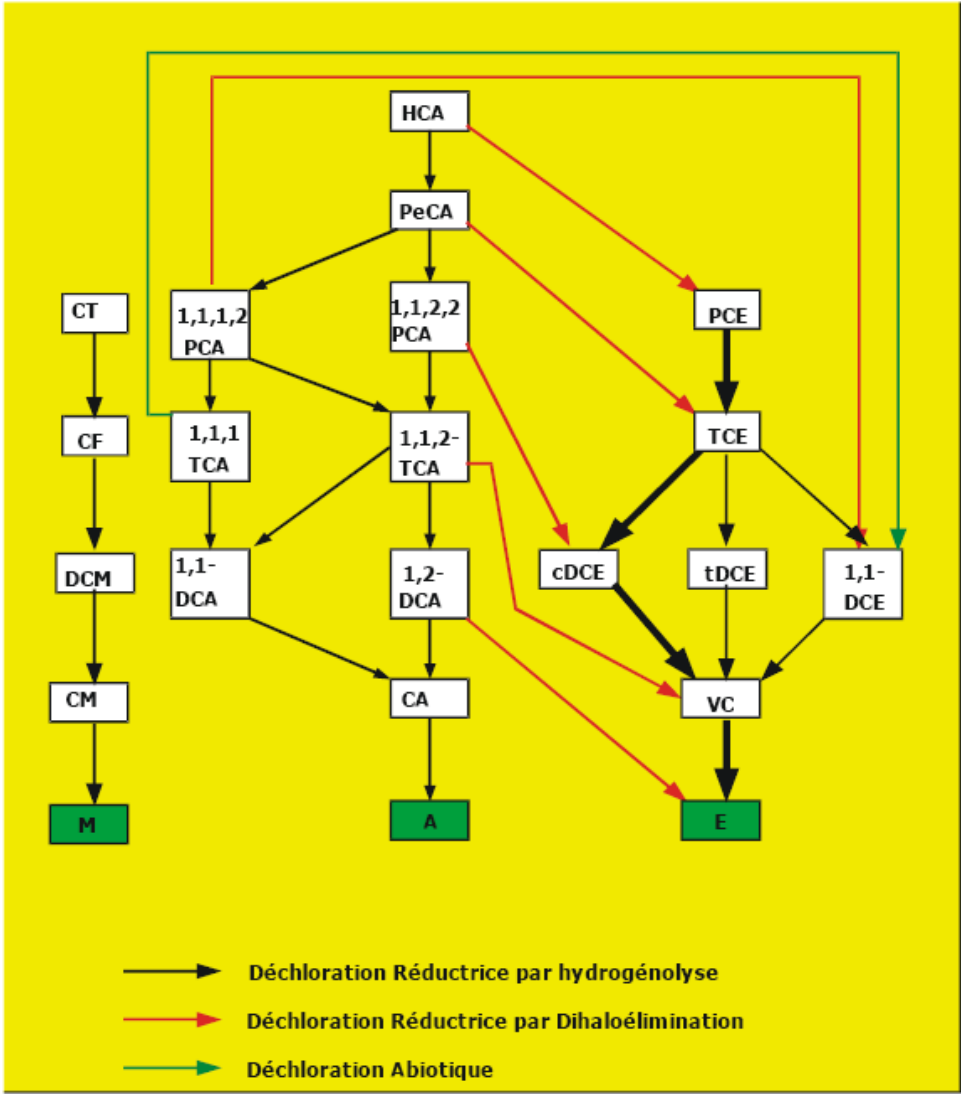 HCA
PeCA
CT
1,1,1,2
PCA
1,1,2,2
PCA
PCE
CF
1,1,1
TCA
1,1,2-
TCA
TCE
DCM
1,1-
DCA
1,2-
DCA
cDCE
tDCE
1,1-
DCE
CM
CA
VC
M
A
E
Déchloration Réductrice par hydrogénolyse
Déchloration Réductrice par Dihaloélimination
Déchloration Abiotique